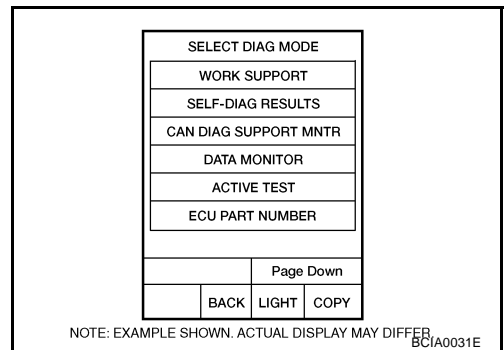 SELECT DIAG MODE
WORK SUPPORT
SELF-DIAG RESULTS
CAN DIAG SUPPORT MNTR
DATA MONITOR
ACTIVE TEST
ECU PART NUMBER
Page Down
BACK LIGHT COPY
NOTE: EXAMPLE SHOWN. ACTUAL DISPLAY MAY DIFFER.
BCIA0031E